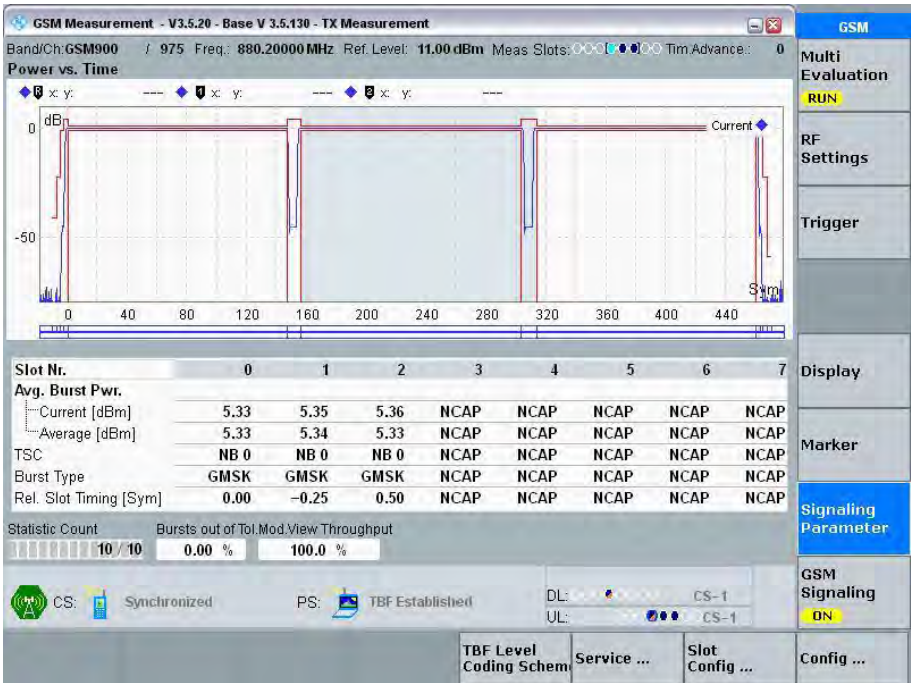 GSM Measurement - V3.5.20 - Base V 3.5.130 - TX Measurement
GSM
Band/Ch:GSM900 / 975 Freq.: 880.20000 MHz Ref. Level: 11.00 dBm Meas Slots: Tim Advance.: 0
Power vs. Time
Multi Evaluation
RUN
x: y: --- x: y: --- x: y: ---
dB
Current
0
-50
Sym
0 40 80 120 160 200 240 280 320 360 400 440
RF Settings
Trigger
Slot Nr. 0 1 2 3 4 5 6 7
Avg. Burst Pwr.
Current [dBm] 5.33 5.35 5.36 NCAP NCAP NCAP NCAP NCAP
Average [dBm] 5.33 5.34 5.33 NCAP NCAP NCAP NCAP NCAP
TSC NB 0 NB 0 NB 0 NCAP NCAP NCAP NCAP NCAP
Burst Type GMSK GMSK GMSK NCAP NCAP NCAP NCAP NCAP
Rel. Slot Timing [Sym] 0.00 -0.25 0.50 NCAP NCAP NCAP NCAP NCAP
Display
Marker
Signaling Parameter
Statistic Count Bursts out of Tol. Mod.View Throughput
10 / 10 0.00 % 100.0 %
CS: Synchronized PS: TBF Established DL: CS-1
UL: CS-1
GSM Signaling
ON
TBF Level Coding Schem
Service ...
Slot Config ...
Config ...